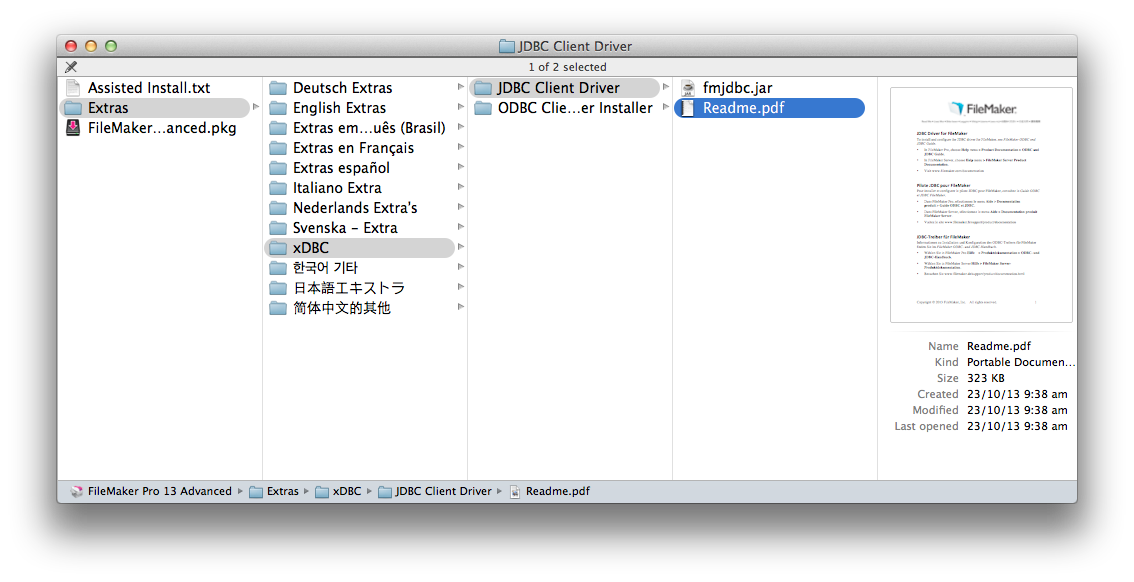 JDBC Client Driver
1 of 2 selected
Assisted Install.txt
Extras
FileMaker...anced.pkg
Deutsch Extras
English Extras
Extras em...uês (Brasil)
Extras en Français
Extras español
Italiano Extra
Nederlands Extra's
Svenska – Extra
xDBC
한국어 기타
日本語エキストラ
简体中文的其他
JDBC Client Driver
ODBC Clie...er Installer
fmjdbc.jar
Readme.pdf
FileMaker
JDBC Driver for FileMaker
Pilote JDBC pour FileMaker
JDBC-Treiber für FileMaker
Name Readme.pdf
Kind Portable Documen...
Size 323 KB
Created 23/10/13 9:38 am
Modified 23/10/13 9:38 am
Last opened 23/10/13 9:38 am
FileMaker Pro 13 Advanced Extras xDBC JDBC Client Driver Readme.pdf